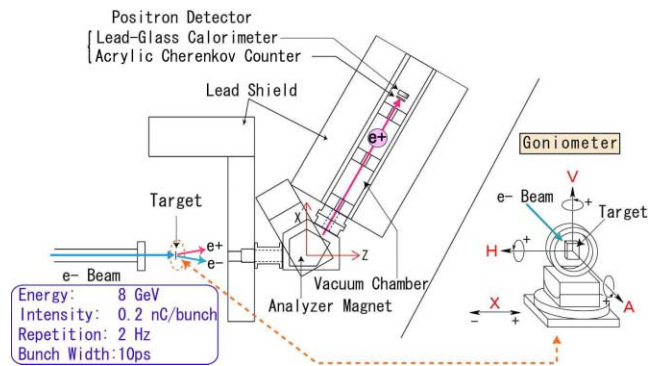 Positron Detector
Lead-Glass Calorimeter
Acrylic Cherenkov Counter
Lead Shield
e+
Goniometer
V
+
e- Beam
Target
Target
X
e+
e-
Z
H
+
e- Beam
Vacuum Chamber
Analyzer Magnet
X
- +
+
A
Energy: 8 GeV
Intensity: 0.2 nC/bunch
Repetition: 2 Hz
Bunch Width:10ps